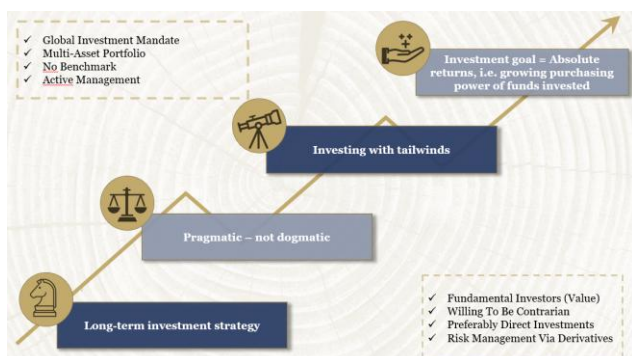 ✓ Global Investment Mandate
✓ Multi-Asset Portfolio
✓ No Benchmark
✓ Active Management
Investment goal = Absolute
returns, i.e. growing purchasing
power of funds invested
Investing with tailwinds
Pragmatic – not dogmatic
Long-term investment strategy
✓ Fundamental Investors (Value)
✓ Willing To Be Contrarian
✓ Preferably Direct Investments
✓ Risk Management Via Derivatives